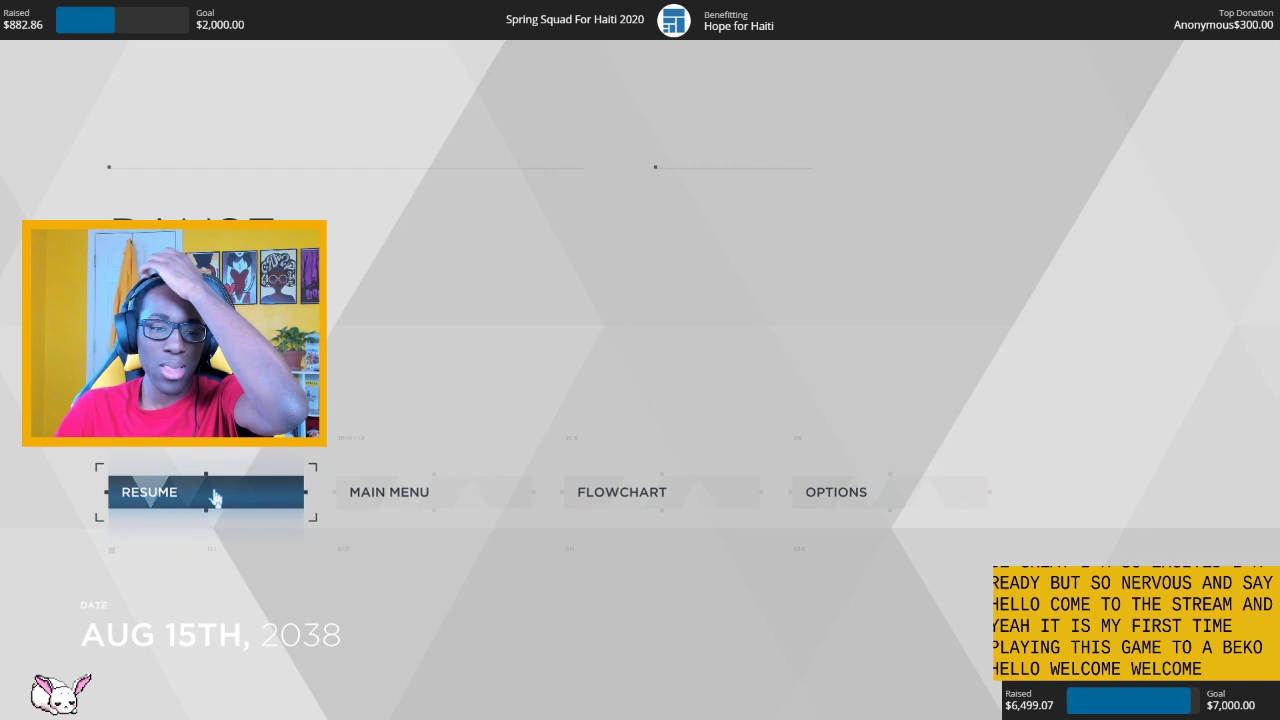 Raised
$882.86
Goal
$2,000.00
Spring Squad For Haiti 2020
Benefitting
Hope for Haiti
Top Donation
Anonymous$300.00
RESUME
MAIN MENU
FLOWCHART
OPTIONS
DATE
AUG 15TH, 2038
READY BUT SO NERVOUS AND SAY
HELLO COME TO THE STREAM AND
YEAH IT IS MY FIRST TIME
PLAYING THIS GAME TO A BEKO
HELLO WELCOME WELCOME
Raised
$6,499.07
Goal
$7,000.00